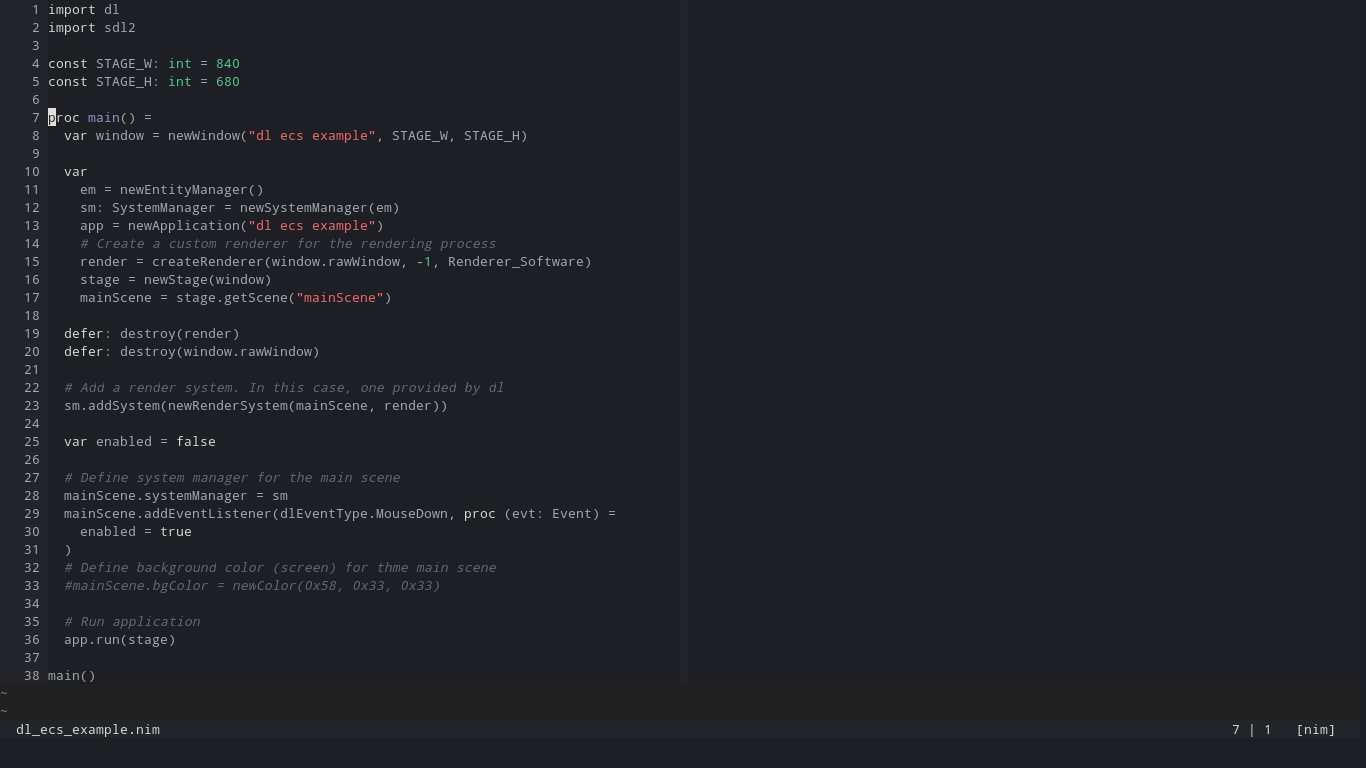 1 import dl
2 import sdl2
3
4 const STAGE_W: int = 840
5 const STAGE_H: int = 680
6
7 proc main() =
8   var window = newWindow("dl ecs example", STAGE_W, STAGE_H)
9
10   var
11     em = newEntityManager()
12     sm: SystemManager = newSystemManager(em)
13     app = newApplication("dl ecs example")
14     # Create a custom renderer for the rendering process
15     render = createRenderer(window.rawWindow, -1, Renderer_Software)
16     stage = newStage(window)
17     mainScene = stage.getScene("mainScene")
18
19   defer: destroy(render)
20   defer: destroy(window.rawWindow)
21
22   # Add a render system. In this case, one provided by dl
23   sm.addSystem(newRenderSystem(mainScene, render))
24
25   var enabled = false
26
27   # Define system manager for the main scene
28   mainScene.systemManager = sm
29   mainScene.addEventListener(dlEventType.MouseDown, proc (evt: Event) =
30     enabled = true
31   )
32   # Define background color (screen) for thme main scene
33   #mainScene.bgColor = newColor(0x58, 0x33, 0x33)
34
35   # Run application
36   app.run(stage)
37
38 main()
~
~
dl_ecs_example.nim 7 | 1 [nim]